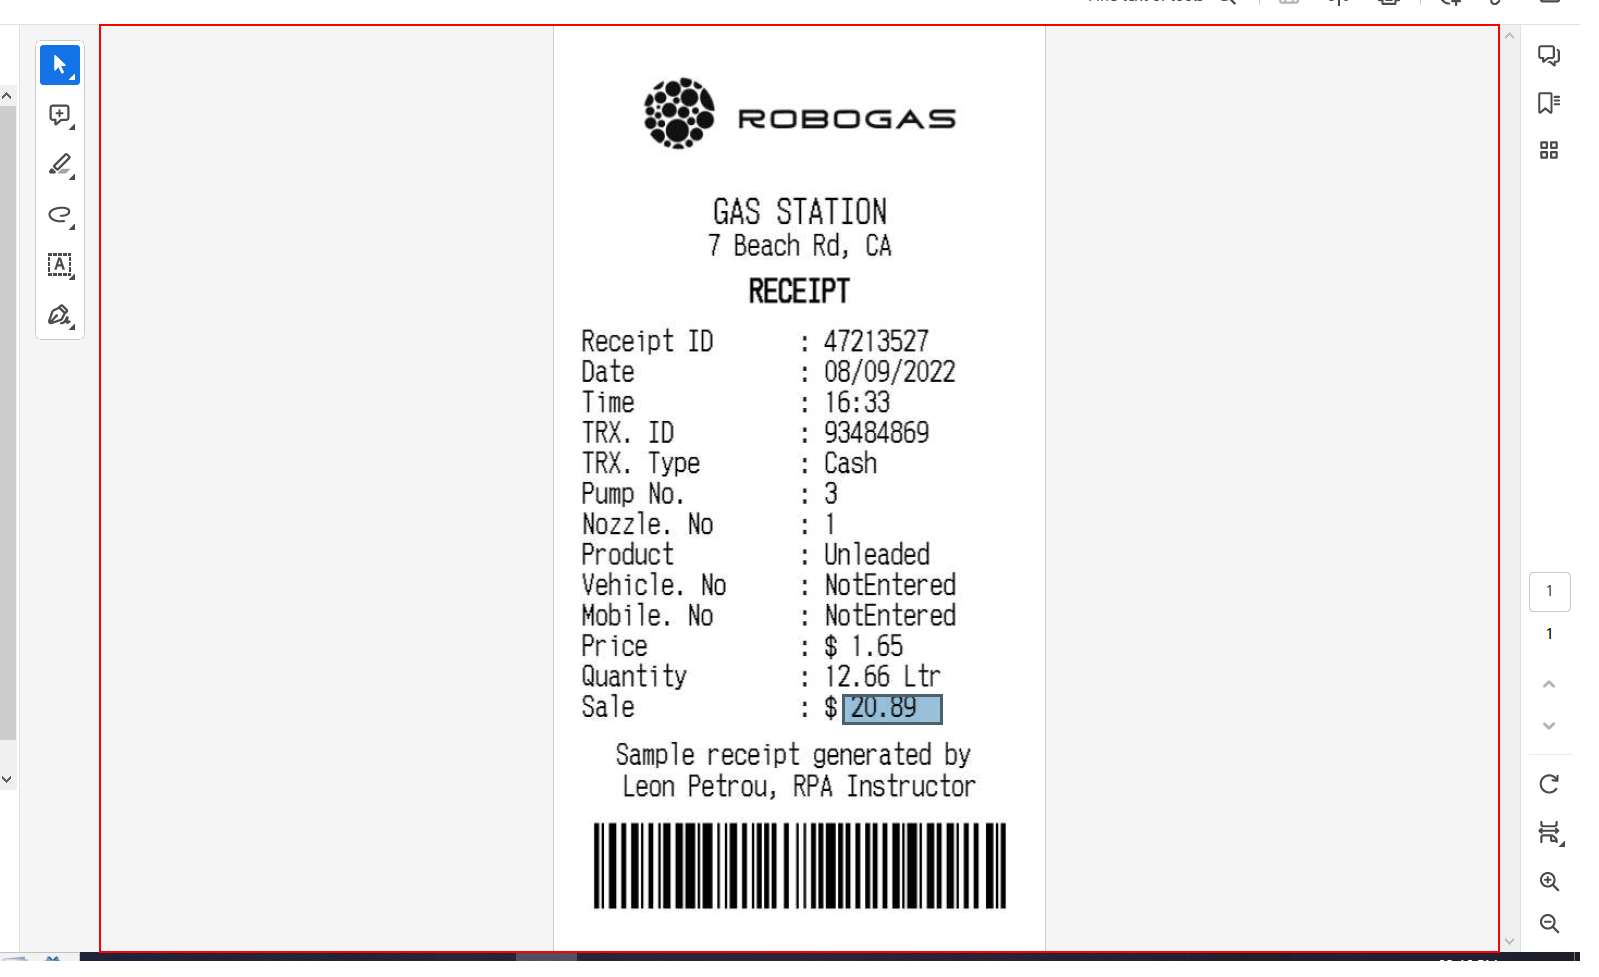 ROBOGAS
GAS STATION
7 Beach Rd, CA
RECEIPT
Receipt ID : 47213527
Date : 08/09/2022
Time : 16:33
TRX. ID : 93484869
TRX. Type : Cash
Pump No. : 3
Nozzle. No : 1
Product : Unleaded
Vehicle. No : NotEntered
Mobile. No : NotEntered
Price : $ 1.65
Quantity : 12.66 Ltr
Sale : $ 20.89
Sample receipt generated by
Leon Petrou, RPA Instructor
1
1